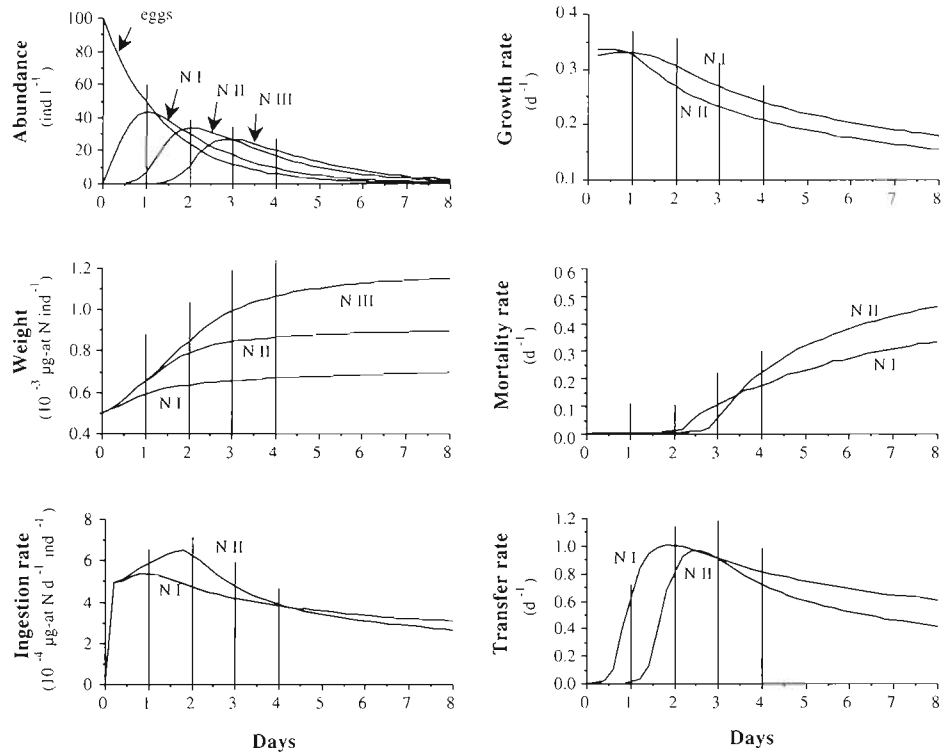 Abundance
(ind l⁻¹)
100
80
60
40
20
0
eggs
N I
N II
N III
0 1 2 3 4 5 6 7 8
Growth rate
(d⁻¹)
0.4
0.3
0.2
0.1
N I
N II
0 1 2 3 4 5 6 7 8
Weight
(10⁻³ µg-at N ind⁻¹)
1.2
1.0
0.8
0.6
0.4
N III
N II
N I
0 1 2 3 4 5 6 7 8
Mortality rate
(d⁻¹)
0 6
0.5
0.4
0.3
0.2
0.1
0.0
N II
N I
0 1 2 3 4 5 6 7 8
Ingestion rate
(10⁻⁴ µg-at N d⁻¹ ind⁻¹)
8
6
4
2
0
N II
N I
0 1 2 3 4 5 6 7 8
Days
Transfer rate
(d⁻¹)
1.2
1.0
0.8
0.6
0.4
0.2
0.0
N I
N II
0 1 2 3 4 5 6 7 8
Days